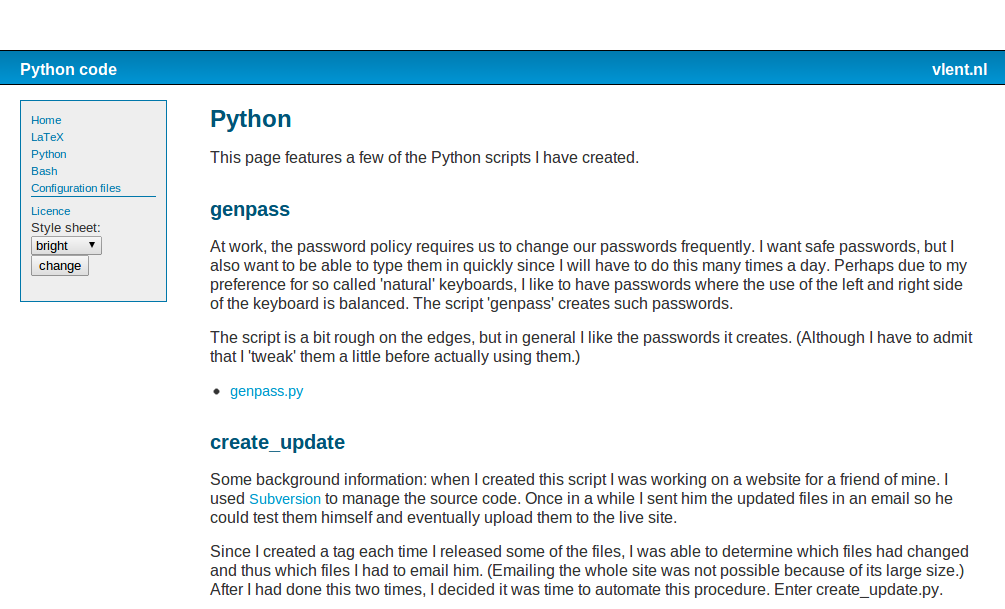 Python code
vlent.nl
Home
LaTeX
Python
Bash
Configuration files
Licence
Style sheet:
bright
change
Python
This page features a few of the Python scripts I have created.
genpass
At work, the password policy requires us to change our passwords frequently. I want safe passwords, but I
also want to be able to type them in quickly since I will have to do this many times a day. Perhaps due to my
preference for so called 'natural' keyboards, I like to have passwords where the use of the left and right side
of the keyboard is balanced. The script 'genpass' creates such passwords.
The script is a bit rough on the edges, but in general I like the passwords it creates. (Although I have to admit
that I 'tweak' them a little before actually using them.)
genpass.py
create_update
Some background information: when I created this script I was working on a website for a friend of mine. I
used Subversion to manage the source code. Once in a while I sent him the updated files in an email so he
could test them himself and eventually upload them to the live site.
Since I created a tag each time I released some of the files, I was able to determine which files had changed
and thus which files I had to email him. (Emailing the whole site was not possible because of its large size.)
After I had done this two times, I decided it was time to automate this procedure. Enter create_update.py.